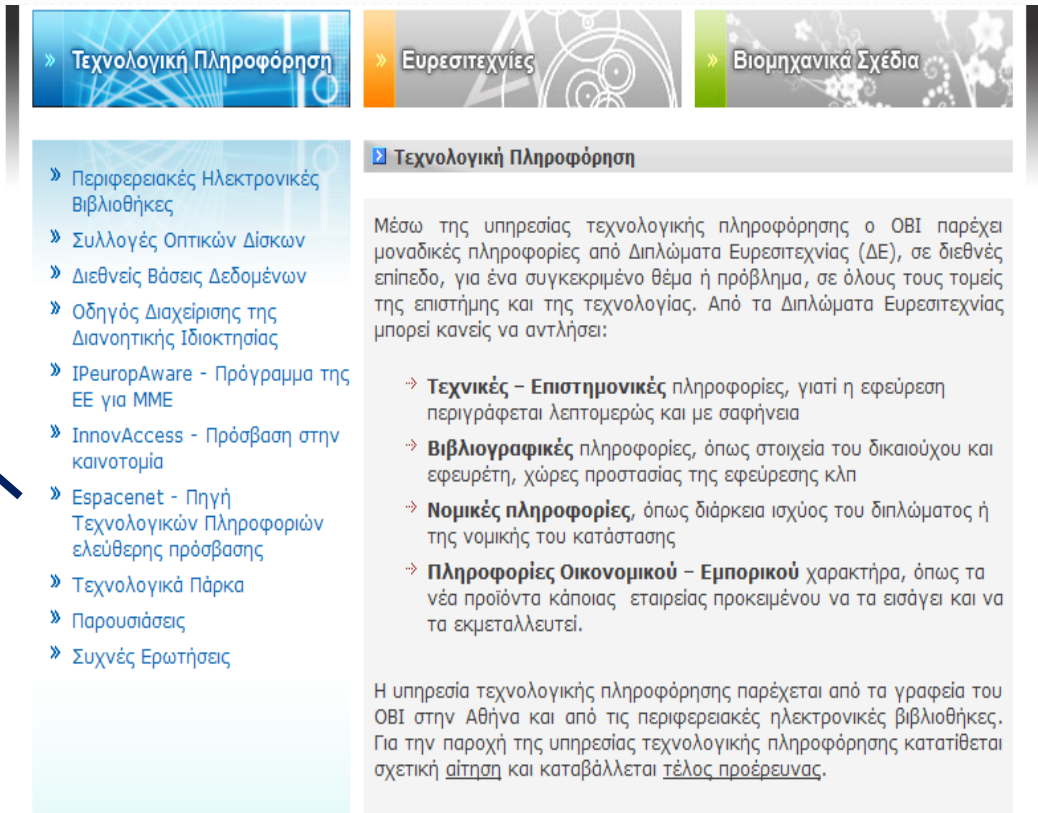 » Τεχνολογική Πληροφόρηση
» Ευρεσιτεχνίες
» Βιομηχανικά Σχέδια
» Περιφερειακές Ηλεκτρονικές
Βιβλιοθήκες
» Συλλογές Οπτικών Δίσκων
» Διεθνείς Βάσεις Δεδομένων
» Οδηγός Διαχείρισης της
Διανοητικής Ιδιοκτησίας
» IPeuropAware - Πρόγραμμα της
ΕΕ για ΜΜΕ
» InnovAccess - Πρόσβαση στην
καινοτομία
» Espacenet - Πηγή
Τεχνολογικών Πληροφοριών
ελεύθερης πρόσβασης
» Τεχνολογικά Πάρκα
» Παρουσιάσεις
» Συχνές Ερωτήσεις
Τεχνολογική Πληροφόρηση
Μέσω της υπηρεσίας τεχνολογικής πληροφόρησης ο ΟΒΙ παρέχει
μοναδικές πληροφορίες από Διπλώματα Ευρεσιτεχνίας (ΔΕ), σε διεθνές
επίπεδο, για ένα συγκεκριμένο θέμα ή πρόβλημα, σε όλους τους τομείς
της επιστήμης και της τεχνολογίας. Από τα Διπλώματα Ευρεσιτεχνίας
μπορεί κανείς να αντλήσει:
Τεχνικές – Επιστημονικές πληροφορίες, γιατί η εφεύρεση
περιγράφεται λεπτομερώς και με σαφήνεια
Βιβλιογραφικές πληροφορίες, όπως στοιχεία του δικαιούχου και
εφευρέτη, χώρες προστασίας της εφεύρεσης κλπ
Νομικές πληροφορίες, όπως διάρκεια ισχύος του διπλώματος ή
της νομικής του κατάστασης
Πληροφορίες Οικονομικού – Εμπορικού χαρακτήρα, όπως τα
νέα προϊόντα κάποιας εταιρείας προκειμένου να τα εισάγει και να
τα εκμεταλλευτεί.
Η υπηρεσία τεχνολογικής πληροφόρησης παρέχεται από τα γραφεία του
ΟΒΙ στην Αθήνα και από τις περιφερειακές ηλεκτρονικές βιβλιοθήκες.
Για την παροχή της υπηρεσίας τεχνολογικής πληροφόρησης κατατίθεται
σχετική αίτηση και καταβάλλεται τέλος προέρευνας.